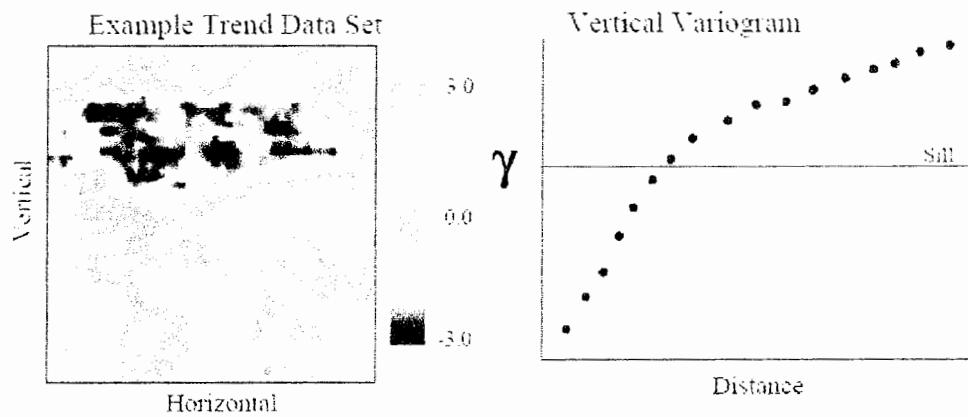 Example Trend Data Set
Vertical
Horizontal
3.0
0.0
-3.0
Vertical Variogram
γ
Sill
Distance